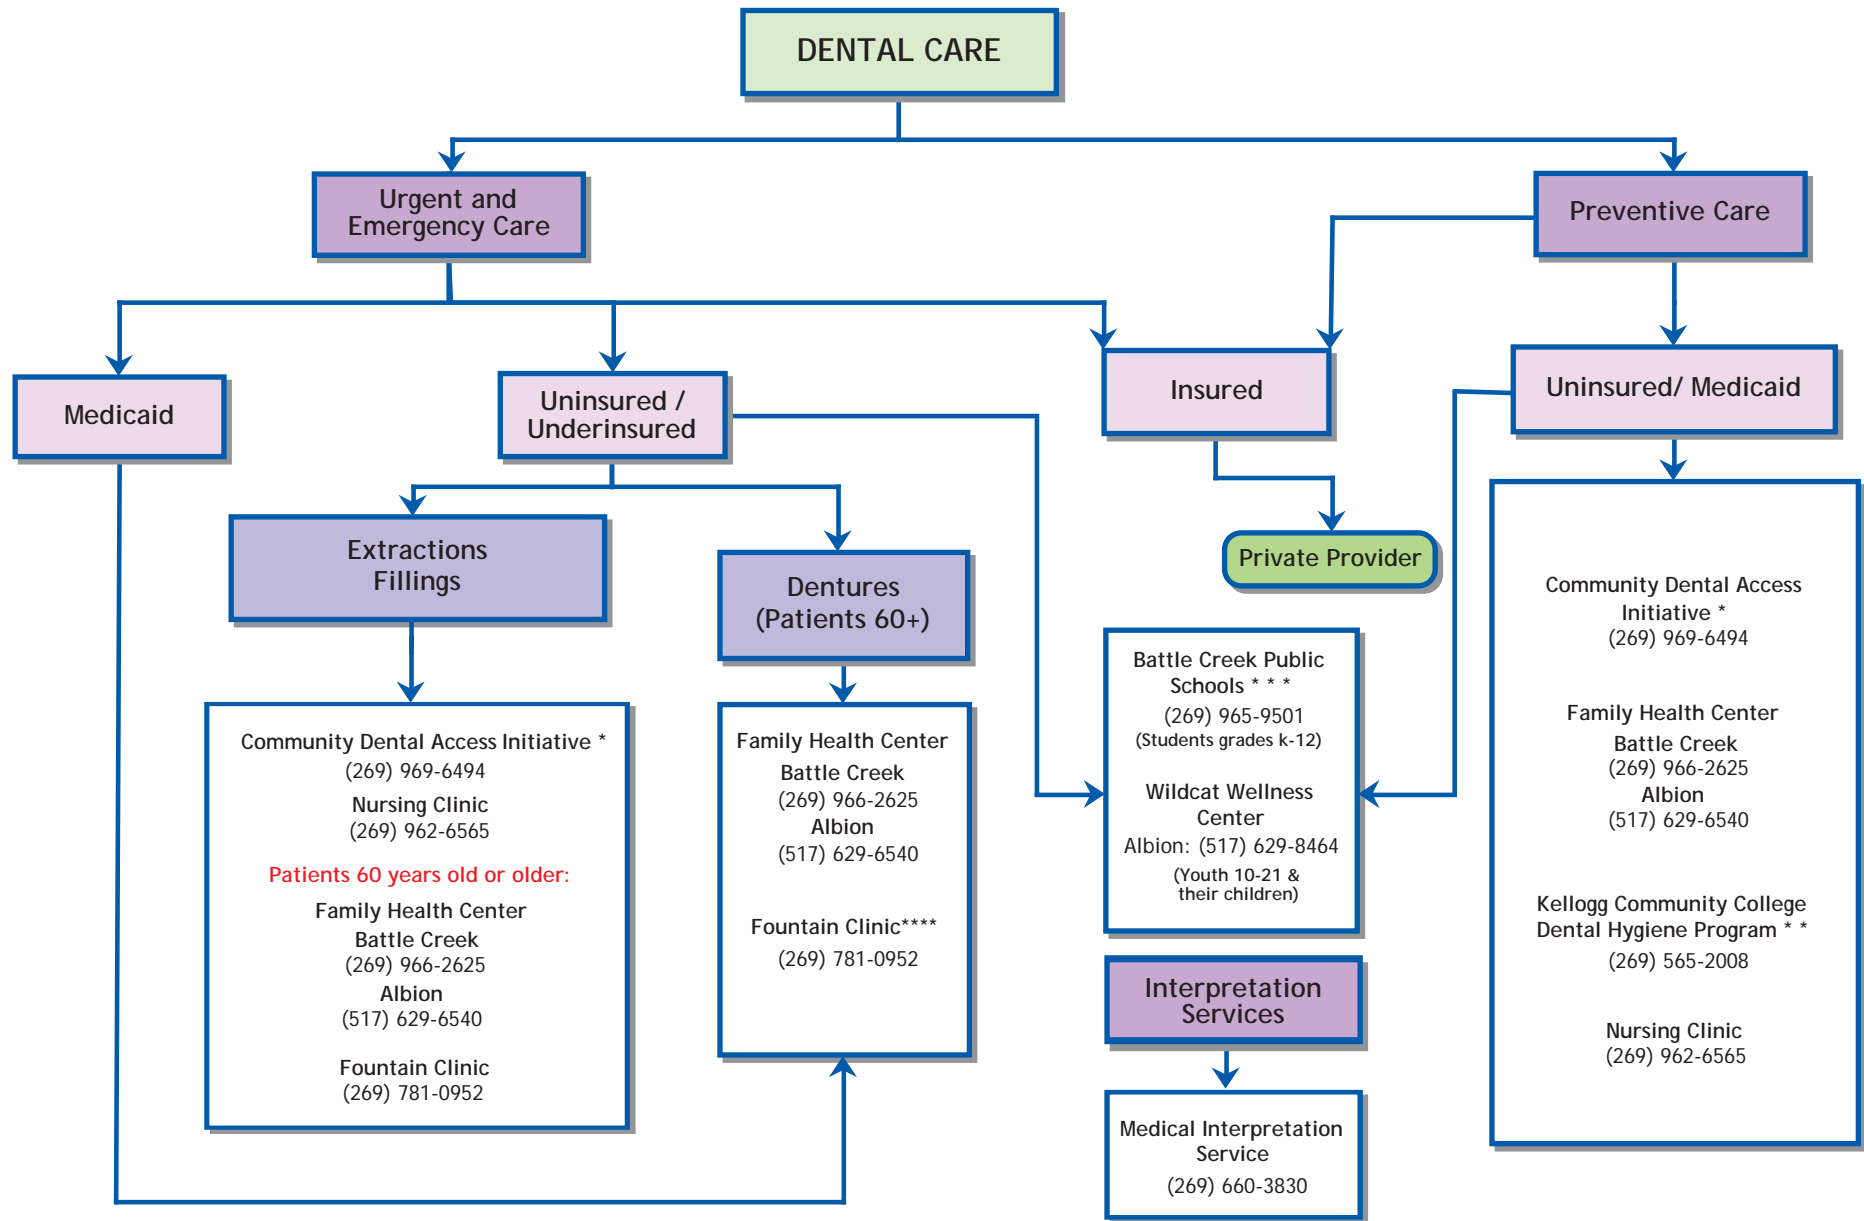 DENTAL CARE
Urgent and
Emergency Care
Preventive Care
Medicaid
Uninsured /
Underinsured
Insured
Uninsured/ Medicaid
Extractions
Fillings
Dentures
(Patients 60+)
Private Provider
Community Dental Access Initiative *
(269) 969-6494
Nursing Clinic
(269) 962-6565
Patients 60 years old or older:
Family Health Center
Battle Creek
(269) 966-2625
Albion
(517) 629-6540
Fountain Clinic
(269) 781-0952
Family Health Center
Battle Creek
(269) 966-2625
Albion
(517) 629-6540
Fountain Clinic****
(269) 781-0952
Battle Creek Public
Schools * * *
(269) 965-9501
(Students grades k-12)
Wildcat Wellness
Center
Albion: (517) 629-8464
(Youth 10-21 &
their children)
Interpretation
Services
Medical Interpretation
Service
(269) 660-3830
Community Dental Access
Initiative *
(269) 969-6494
Family Health Center
Battle Creek
(269) 966-2625
Albion
(517) 629-6540
Kellogg Community College
Dental Hygiene Program * *
(269) 565-2008
Nursing Clinic
(269) 962-6565